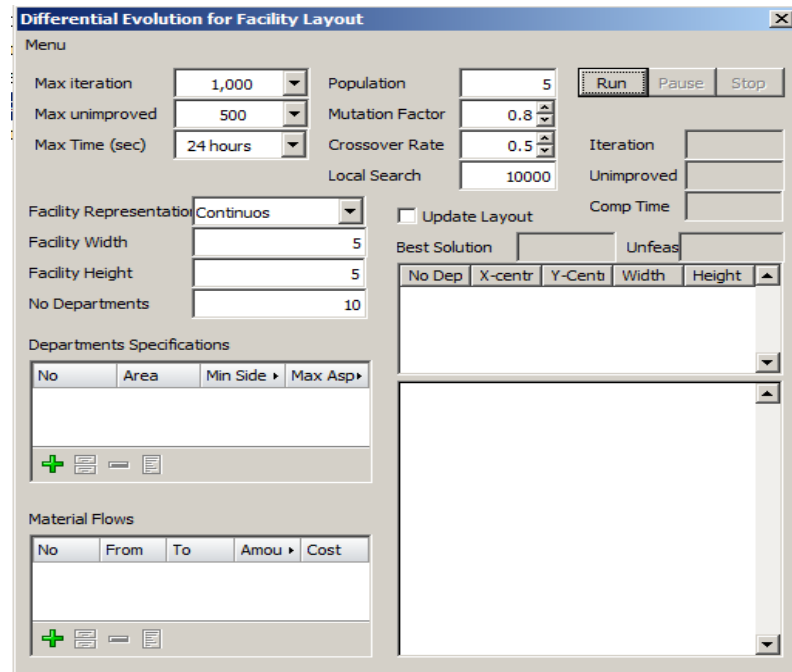 Differential Evolution for Facility Layout
Menu
Max iteration 1,000 Population 5 Run Pause Stop
Max unimproved 500 Mutation Factor 0.8
Max Time (sec) 24 hours Crossover Rate 0.5 Iteration
Local Search 10000 Unimproved
Facility Representation Continuos Update Layout Comp Time
Facility Width 5 Best Solution Unfeas
Facility Height 5 No Dep X-centr Y-Centr Width Height
No Departments 10
Departments Specifications
No Area Min Side Max Asp
Material Flows
No From To Amou Cost